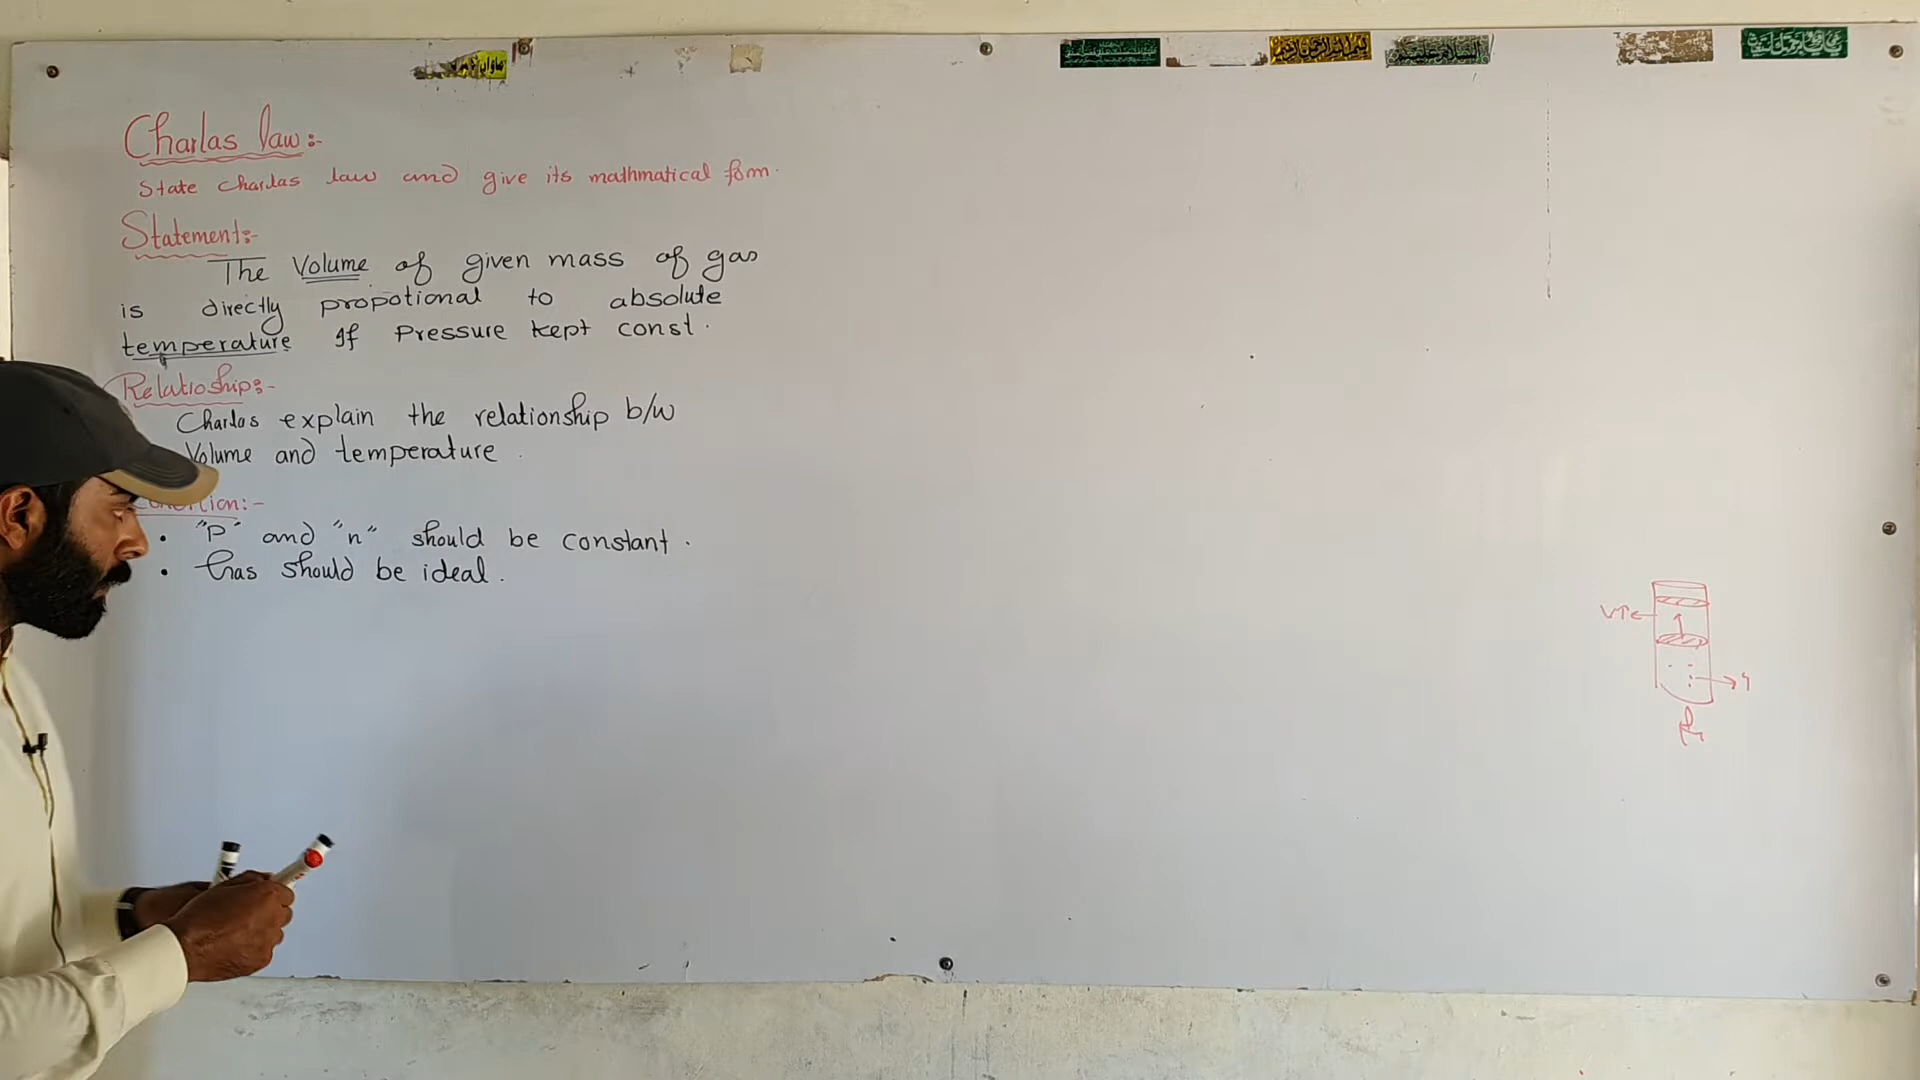 Charlas law:-
State charlas law and give its mathmatical form.
Statement:-
The Volume of given mass of gas
is directly propotional to absolute
temperature If Pressure kept const.
Relatioship:-
Charlas explain the relationship b/w
Volume and temperature .
Condition:-
• "P" and "n" should be constant .
• Gas should be ideal .
V↑